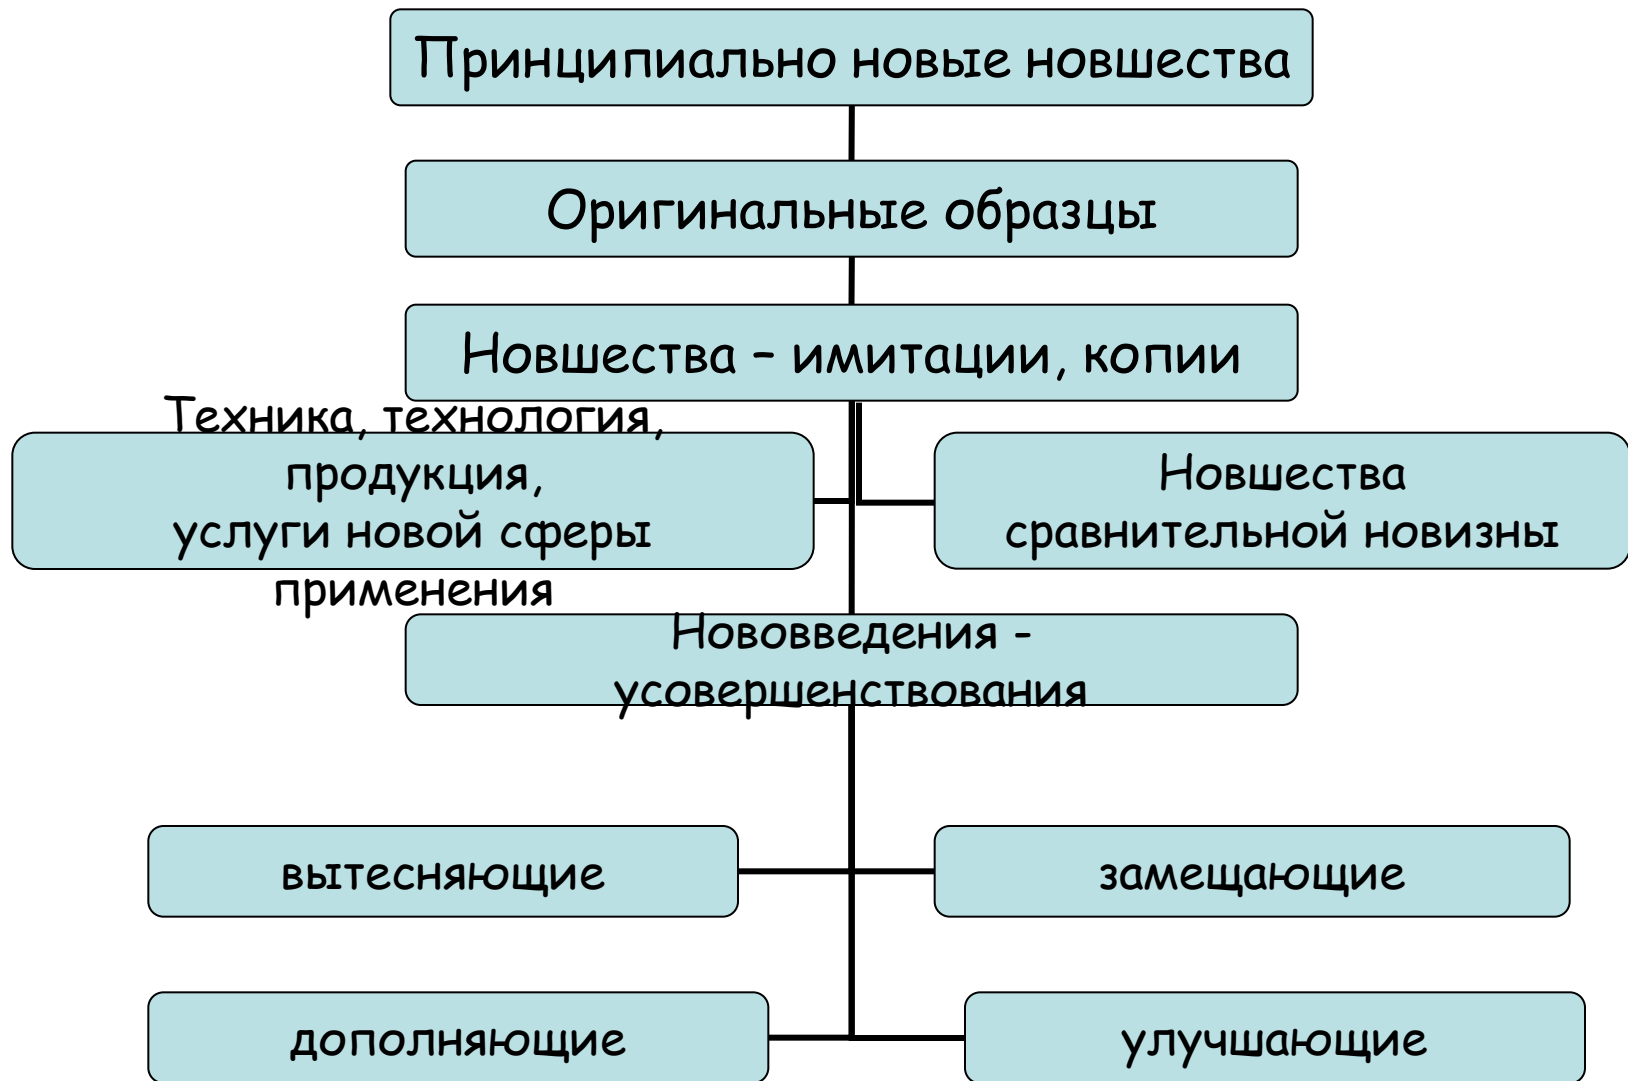 Принципиально новые новшества
Оригинальные образцы
Новшества – имитации, копии
Техника, технология,
продукция,
услуги новой сферы
применения
Новшества
сравнительной новизны
Нововведения -
усовершенствования
вытесняющие
замещающие
дополняющие
улучшающие